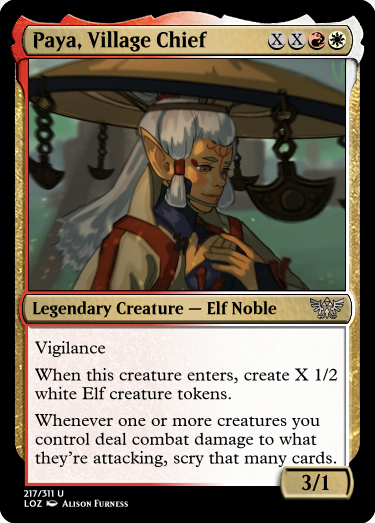 Paya, Village Chief XXRW
Legendary Creature — Elf Noble
Vigilance
When this creature enters, create X 1/2
white Elf creature tokens.
Whenever one or more creatures you
control deal combat damage to what
they're attacking, scry that many cards.
3/1
217/311 U
LOZ Alison Furness